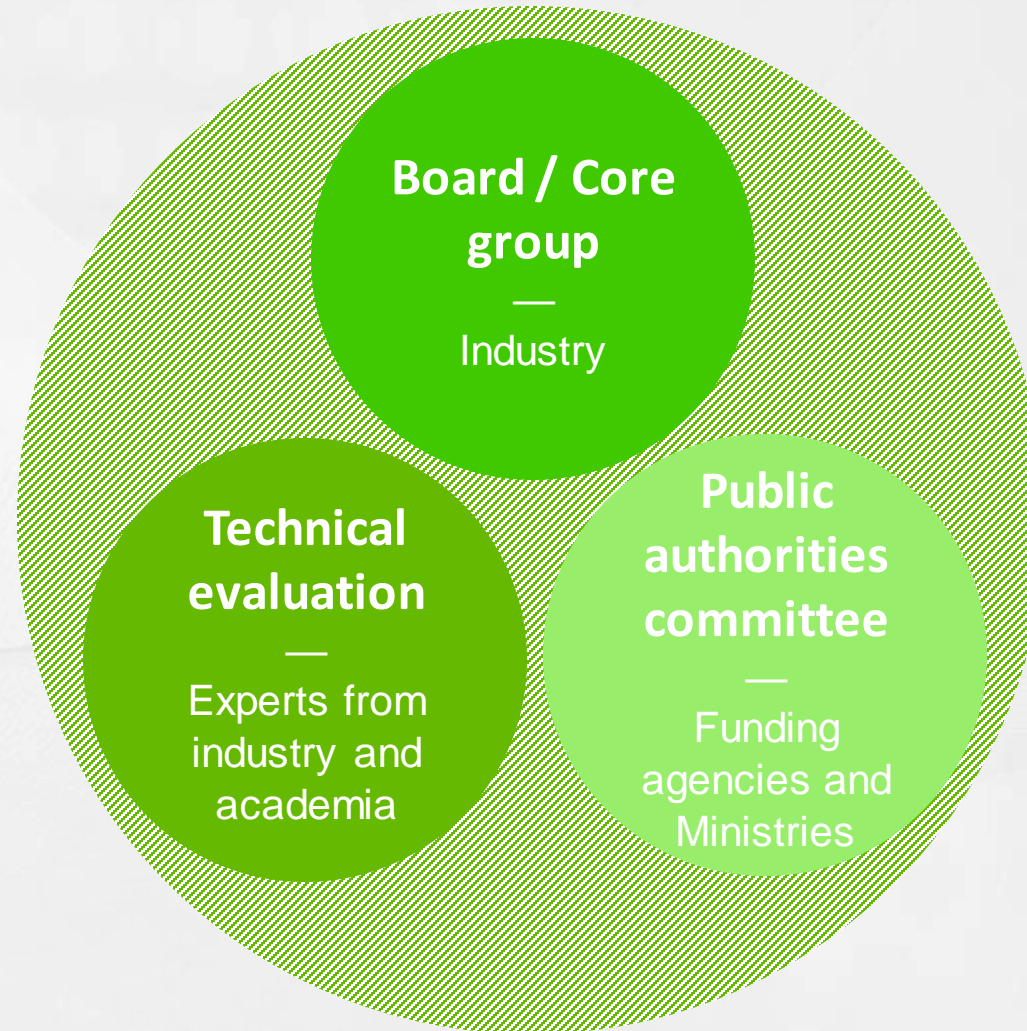 Board / Core
group
—
Industry
Technical
evaluation
—
Experts from
industry and
academia
Public
authorities
committee
—
Funding
agencies and
Ministries